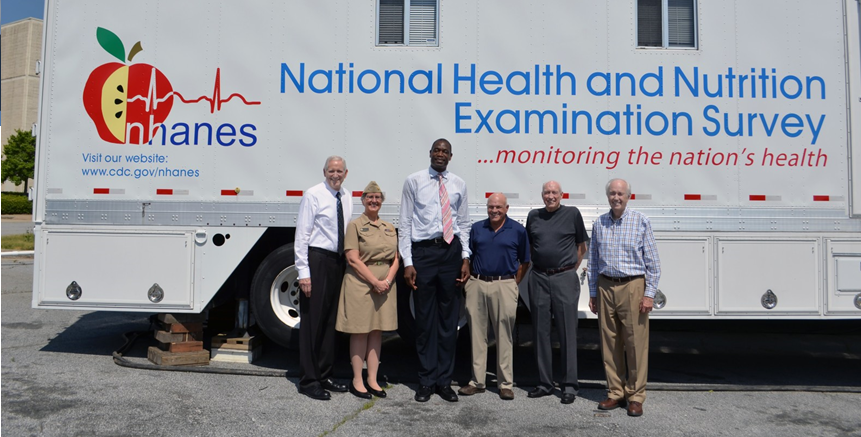 nhanes
Visit our website:
www.cdc.gov/nhanes
National Health and Nutrition
Examination Survey
...monitoring the nation's health